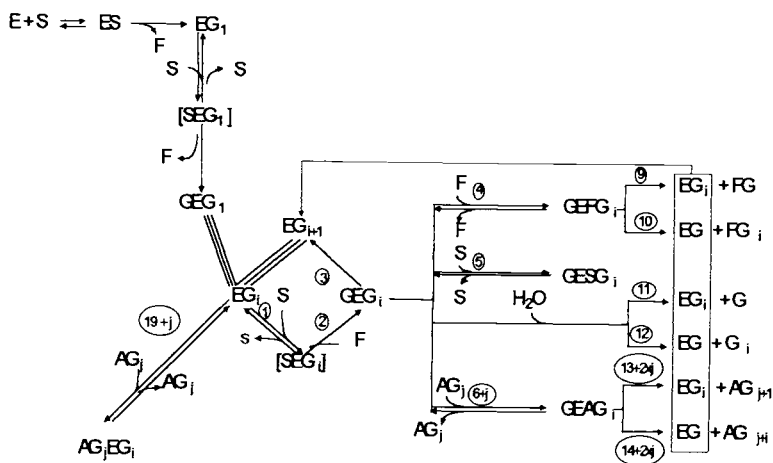 E + S ⇌ ES → EG1
F
S S
[SEG1]
F
GEG1
EGi+1
EGi
S
S
[SEGi]
F
GEGi
1
2
3
19+j
AGj
AGj
AGjEGi
F 4
F
GEFGi
9
EGi + FG
10
EG + FGi
S 5
S
GESGi
H2O
11
EGi + G
12
EG + Gi
AGj 6+j
AGj
GEAGi
13+2xj
EGi + AGj+1
14+2xj
EG + AGj+i